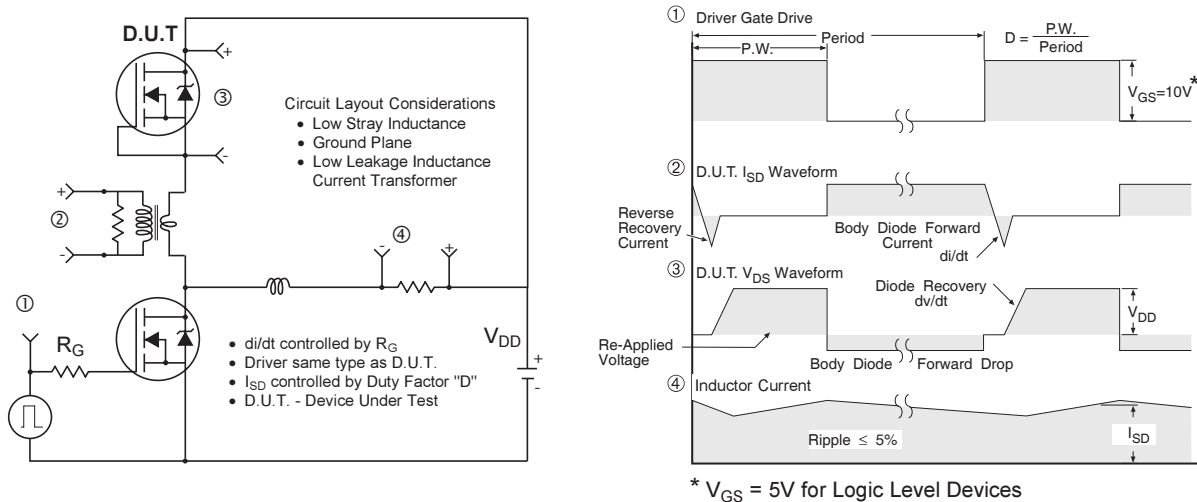 D.U.T
+
③
-
Circuit Layout Considerations
• Low Stray Inductance
• Ground Plane
• Low Leakage Inductance
Current Transformer
+
②
-
④
- +
①
R_G
V_DD
+
-
• di/dt controlled by R_G
• Driver same type as D.U.T.
• I_SD controlled by Duty Factor "D"
• D.U.T. - Device Under Test
① Driver Gate Drive
Period
P.W.
D = P.W. / Period
V_GS=10V *
② D.U.T. I_SD Waveform
Reverse
Recovery
Current
Body Diode Forward
Current
di/dt
③ D.U.T. V_DS Waveform
Diode Recovery
dv/dt
V_DD
Re-Applied
Voltage
Body Diode Forward Drop
④ Inductor Current
Ripple ≤ 5%
I_SD
* V_GS = 5V for Logic Level Devices